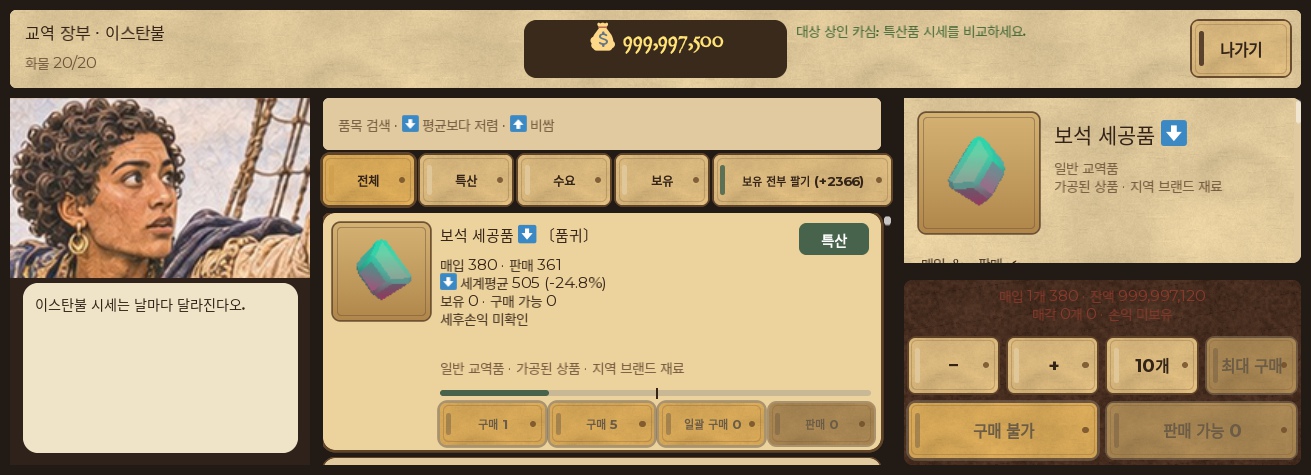 교역 장부 · 이스탄불
화물 20/20
999,997,500
대상 상인 카심: 특산품 시세를 비교하세요.
나가기
이스탄불 시세는 날마다 달라진다오.
품목 검색 · ⬇ 평균보다 저렴 · ⬆ 비쌈
전체
특산
수요
보유
보유 전부 팔기 (+2366)
보석 세공품 ⬇ 〔품귀〕
특산
매입 380 · 판매 361
⬇ 세계평균 505 (-24.8%)
보유 0 · 구매 가능 0
세후손익 미확인
일반 교역품 · 가공된 상품 · 지역 브랜드 재료
구매 1
구매 5
일괄 구매 0
판매 0
보석 세공품 ⬇
일반 교역품
가공된 상품 · 지역 브랜드 재료
매입 1개 380 · 잔액 999,997,120
매각 0개 0 · 손익 미보유
−
+
10개
최대 구매
구매 불가
판매 가능 0